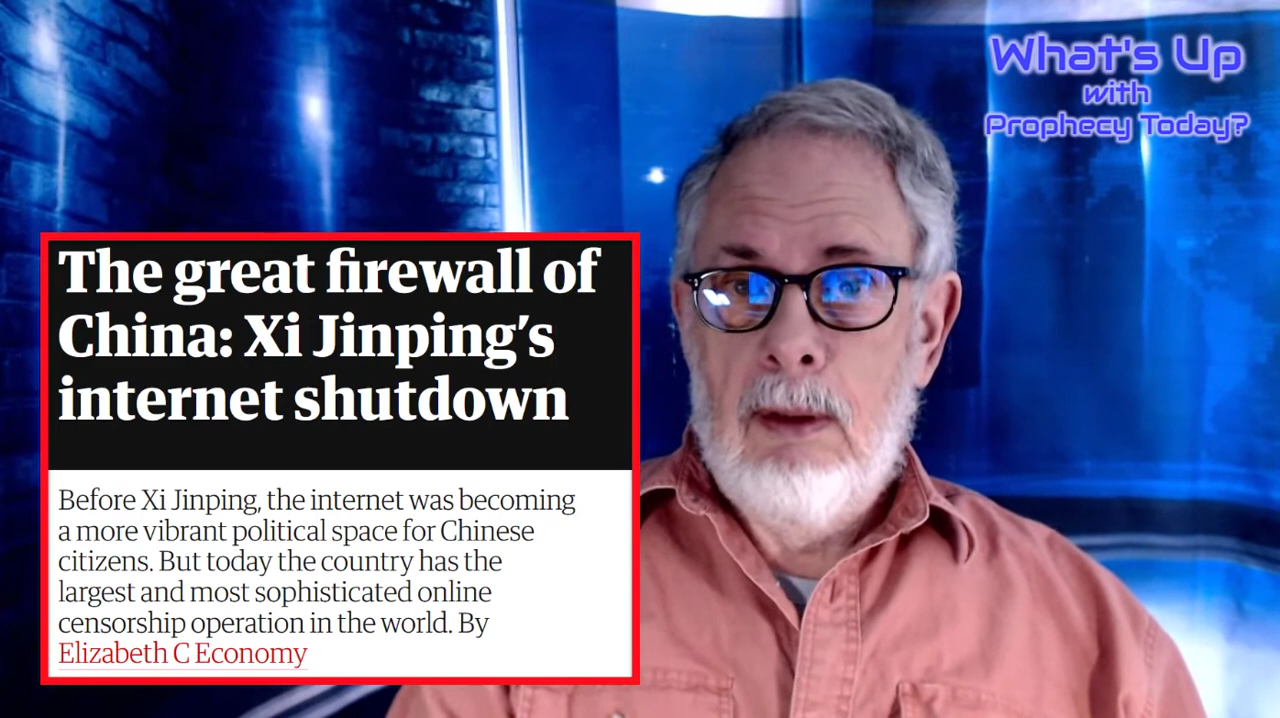 What's Up
with
Prophecy Today?
The great firewall of
China: Xi Jinping's
internet shutdown
Before Xi Jinping, the internet was becoming
a more vibrant political space for Chinese
citizens. But today the country has the
largest and most sophisticated online
censorship operation in the world. By
Elizabeth C Economy